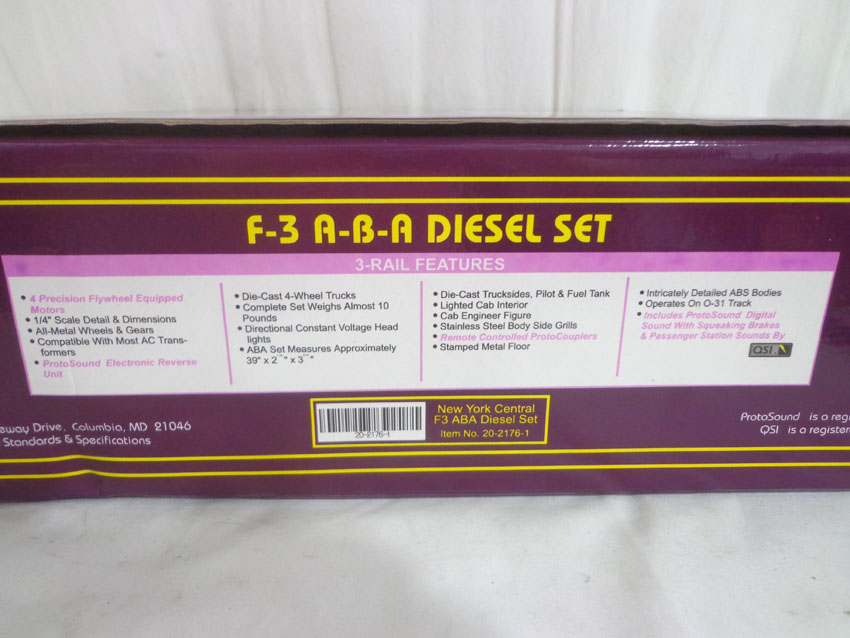 F-3 A-B-A DIESEL SET
3-RAIL FEATURES
• 4 Precision Flywheel Equipped
Motors
• 1/4" Scale Detail & Dimensions
• All-Metal Wheels & Gears
• Compatible With Most AC Trans-
formers
• ProtoSound Electronic Reverse
Unit
• Die-Cast 4-Wheel Trucks
• Complete Set Weighs Almost 10
Pounds
• Directional Constant Voltage Head
lights
• ABA Set Measures Approximately
39" x 2 " x 3 "
• Die-Cast Trucksides, Pilot & Fuel Tank
• Lighted Cab Interior
• Cab Engineer Figure
• Stainless Steel Body Side Grills
• Remote Controlled ProtoCouplers
• Stamped Metal Floor
• Intricately Detailed ABS Bodies
• Operates On O-31 Track
• Includes ProtoSound Digital
Sound With Squeaking Brakes
& Passenger Station Sounds By
QSI
eway Drive, Columbia, MD 21046
Standards & Specifications
20-2176-1
New York Central
F3 ABA Diesel Set
Item No. 20-2176-1
ProtoSound is a reg
QSI is a register